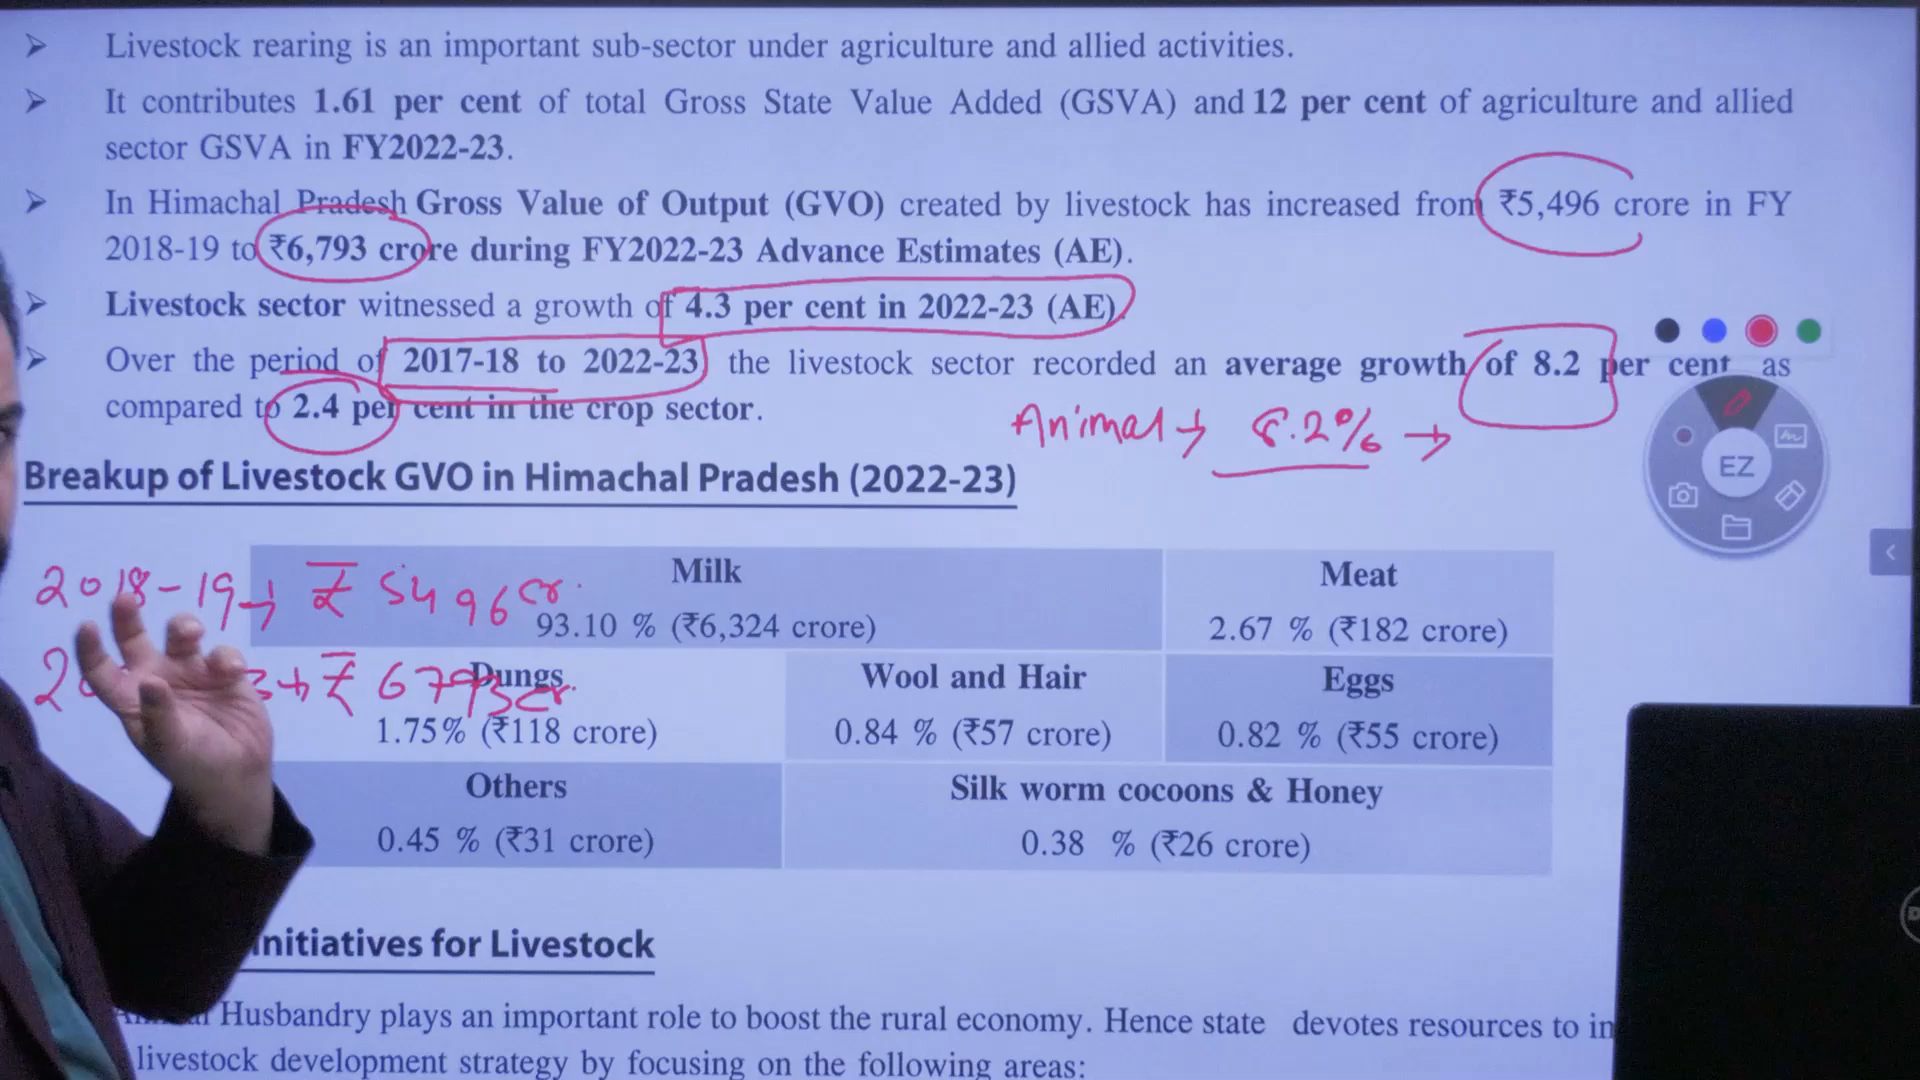 ➢ Livestock rearing is an important sub-sector under agriculture and allied activities.
➢ It contributes 1.61 per cent of total Gross State Value Added (GSVA) and 12 per cent of agriculture and allied
sector GSVA in FY2022-23.
➢ In Himachal Pradesh Gross Value of Output (GVO) created by livestock has increased from ₹5,496 crore in FY
2018-19 to ₹6,793 crore during FY2022-23 Advance Estimates (AE).
➢ Livestock sector witnessed a growth of 4.3 per cent in 2022-23 (AE).
➢ Over the period of 2017-18 to 2022-23 the livestock sector recorded an average growth of 8.2 per cent as
compared to 2.4 per cent in the crop sector.
Animal → 8.2% →
EZ
Breakup of Livestock GVO in Himachal Pradesh (2022-23)
2018-19 → ₹ 5496 cr.
Milk
93.10 % (₹6,324 crore)
Meat
2.67 % (₹182 crore)
→ ₹ 6793 cr
Dungs
1.75% (₹118 crore)
Wool and Hair
0.84 % (₹57 crore)
Eggs
0.82 % (₹55 crore)
Others
0.45 % (₹31 crore)
Silk worm cocoons & Honey
0.38 % (₹26 crore)
Initiatives for Livestock
Husbandry plays an important role to boost the rural economy. Hence state devotes resources to in
livestock development strategy by focusing on the following areas: